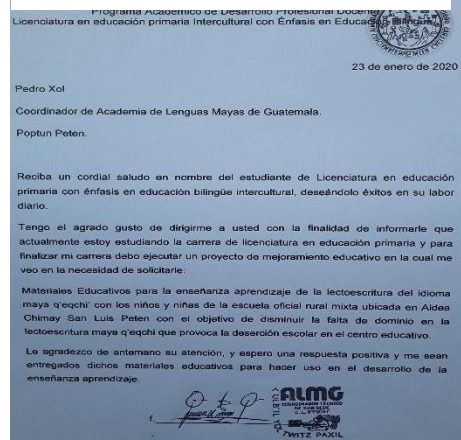 Programa Académico de Desarrollo Profesional Docente
Licenciatura en educación primaria Intercultural con Énfasis en Educación Bilingüe
23 de enero de 2020
Pedro Xol
Coordinador de Academia de Lenguas Mayas de Guatemala.
Poptun Peten.
Reciba un cordial saludo en nombre del estudiante de Licenciatura en educación
primaria con énfasis en educación bilingüe intercultural, deseándolo éxitos en su labor
diario.
Tengo el agrado gusto de dirigirme a usted con la finalidad de informarle que
actualmente estoy estudiando la carrera de licenciatura en educación primaria y para
finalizar mi carrera debo ejecutar un proyecto de mejoramiento educativo en la cual me
veo en la necesidad de solicitarle:
Materiales Educativos para la enseñanza aprendizaje de la lectoescritura del idioma
maya q'eqchi' con los niños y niñas de la escuela oficial rural mixta ubicada en Aldea
Chimay San Luis Peten con el objetivo de disminuir la falta de dominio en la
lectoescritura maya q'eqchi que provoca la deserción escolar en el centro educativo.
Le agradezco de antemano su atención, y espero una respuesta positiva y me sean
entregados dichos materiales educativos para hacer uso en el desarrollo de la
enseñanza aprendizaje.
f.
ALMG
COORDINADOR TÉCNICO
TWITZ PAXIL